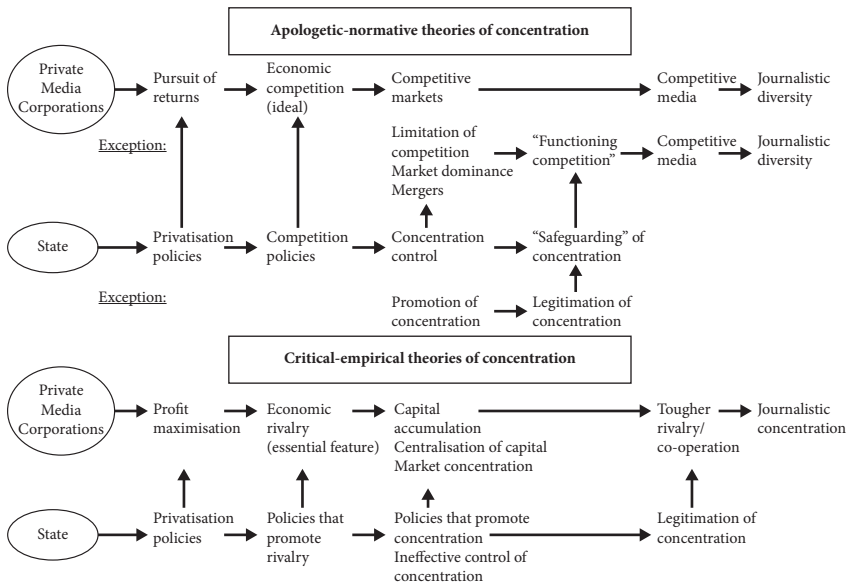 Apologetic-normative theories of concentration
Private
Media
Corporations
Pursuit of
returns
Economic
competition
(ideal)
Competitive
markets
Competitive
media
Journalistic
diversity
Exception:
Limitation of
competition
Market dominance
Mergers
“Functioning
competition”
Competitive
media
Journalistic
diversity
State
Privatisation
policies
Competition
policies
Concentration
control
“Safeguarding” of
concentration
Exception:
Promotion of
concentration
Legitimation of
concentration
Critical-empirical theories of concentration
Private
Media
Corporations
Profit
maximisation
Economic
rivalry
(essential feature)
Capital
accumulation
Centralisation of capital
Market concentration
Tougher
rivalry/
co-operation
Journalistic
concentration
State
Privatisation
policies
Policies that
promote
rivalry
Policies that promote
concentration
Ineffective control of
concentration
Legitimation of
concentration